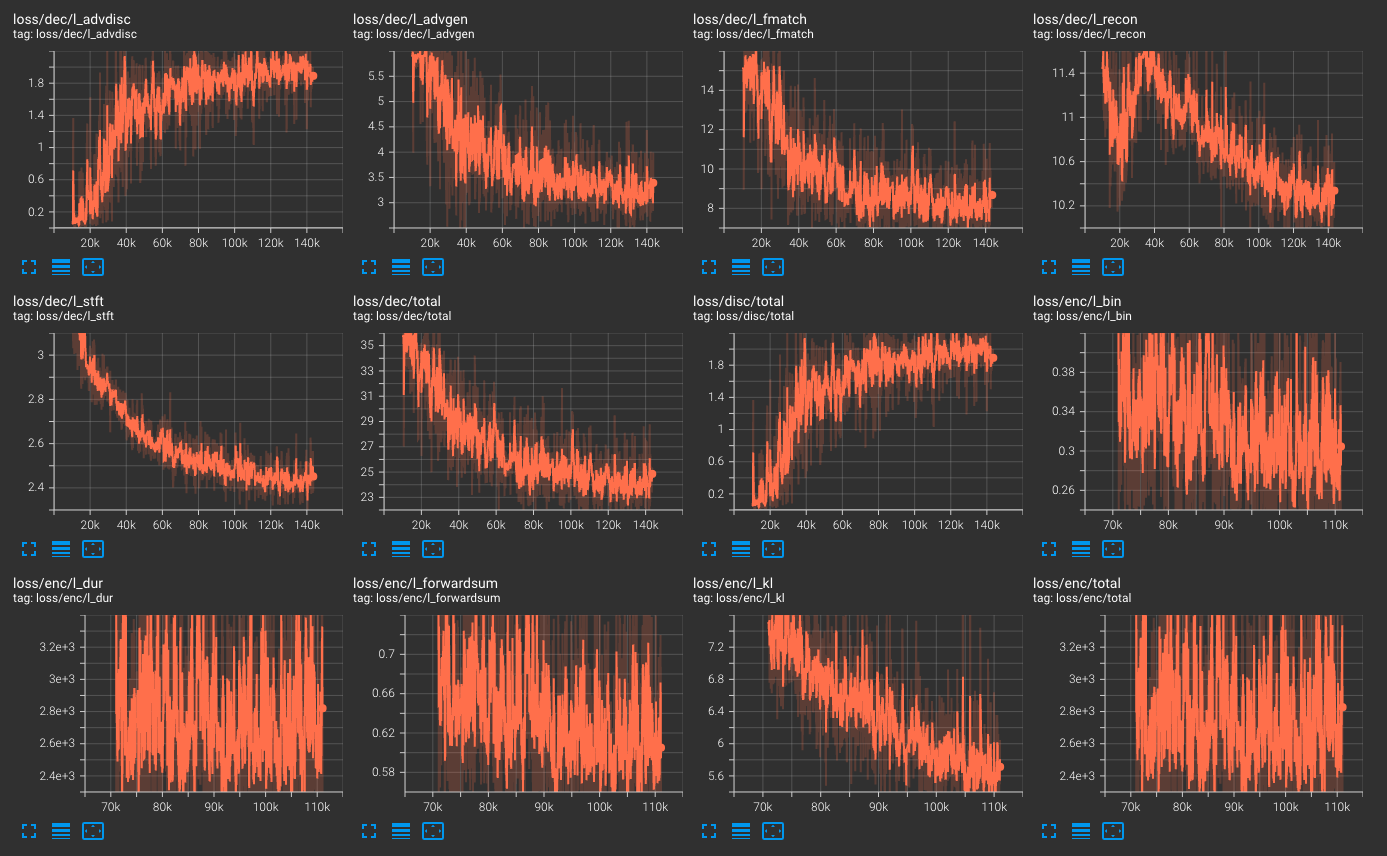 loss/dec/l_advdisc
tag: loss/dec/l_advdisc
1.8
1.4
1
0.6
0.2
20k 40k 60k 80k 100k 120k 140k
loss/dec/l_advgen
tag: loss/dec/l_advgen
5.5
5
4.5
4
3.5
3
20k 40k 60k 80k 100k 120k 140k
loss/dec/l_fmatch
tag: loss/dec/l_fmatch
14
12
10
8
20k 40k 60k 80k 100k 120k 140k
loss/dec/l_recon
tag: loss/dec/l_recon
11.4
11
10.6
10.2
20k 40k 60k 80k 100k 120k 140k
loss/dec/l_stft
tag: loss/dec/l_stft
3
2.8
2.6
2.4
20k 40k 60k 80k 100k 120k 140k
loss/dec/total
tag: loss/dec/total
35
33
31
29
27
25
23
20k 40k 60k 80k 100k 120k 140k
loss/disc/total
tag: loss/disc/total
1.8
1.4
1
0.6
0.2
20k 40k 60k 80k 100k 120k 140k
loss/enc/l_bin
tag: loss/enc/l_bin
0.38
0.34
0.3
0.26
70k 80k 90k 100k 110k
loss/enc/l_dur
tag: loss/enc/l_dur
3.2e+3
3e+3
2.8e+3
2.6e+3
2.4e+3
70k 80k 90k 100k 110k
loss/enc/l_forwardsum
tag: loss/enc/l_forwardsum
0.7
0.66
0.62
0.58
70k 80k 90k 100k 110k
loss/enc/l_kl
tag: loss/enc/l_kl
7.2
6.8
6.4
6
5.6
70k 80k 90k 100k 110k
loss/enc/total
tag: loss/enc/total
3.2e+3
3e+3
2.8e+3
2.6e+3
2.4e+3
70k 80k 90k 100k 110k